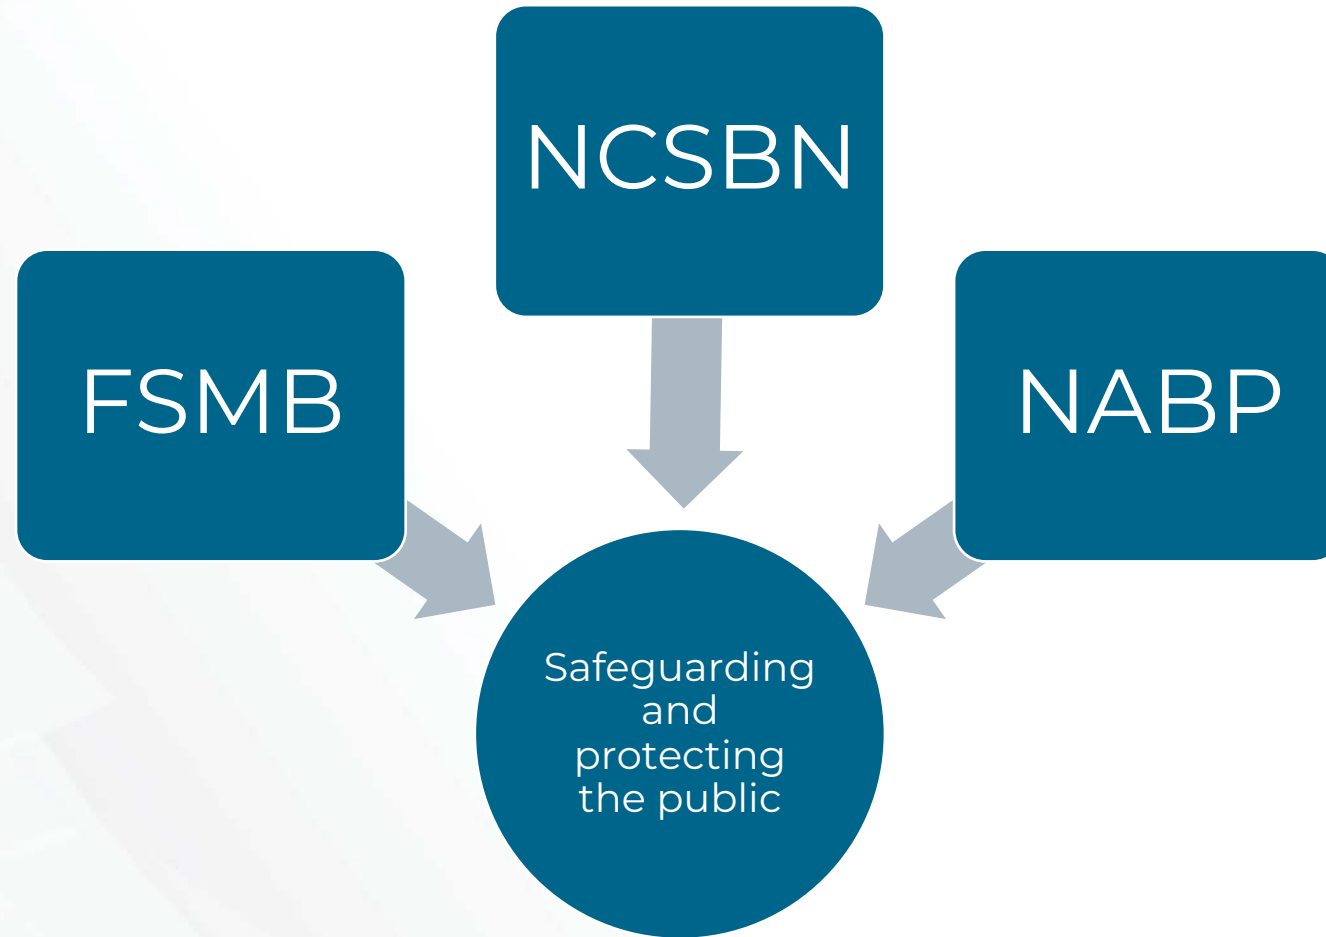 NCSBN
FSMB
NABP
Safeguarding
and
protecting
the public